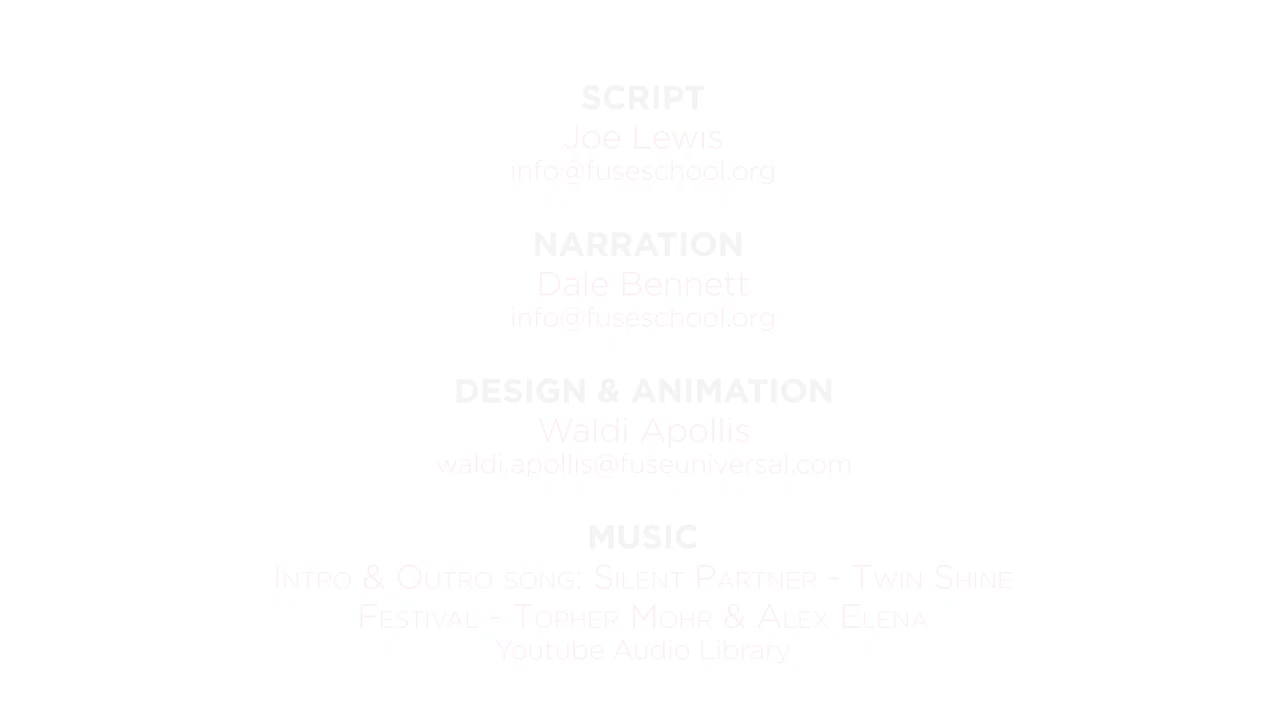 SCRIPT
Joe Lewis
info@fuseschool.org
NARRATION
Dale Bennett
info@fuseschool.org
DESIGN & ANIMATION
Waldi Apollis
waldi.apollis@fuseuniversal.com
MUSIC
Intro & Outro song: Silent Partner - Twin Shine
Festival - Topher Mohr & Alex Elena
Youtube Audio Library